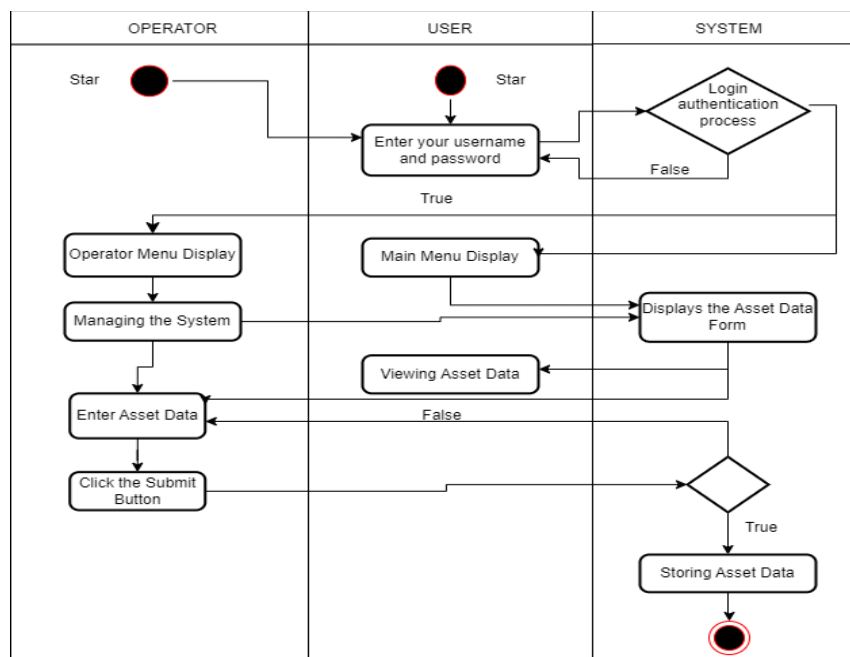 OPERATOR
USER
SYSTEM
Star
Star
Login
authentication
process
Enter your username
and password
False
True
Operator Menu Display
Main Menu Display
Managing the System
Displays the Asset Data
Form
Viewing Asset Data
Enter Asset Data
False
Click the Submit
Button
True
Storing Asset Data